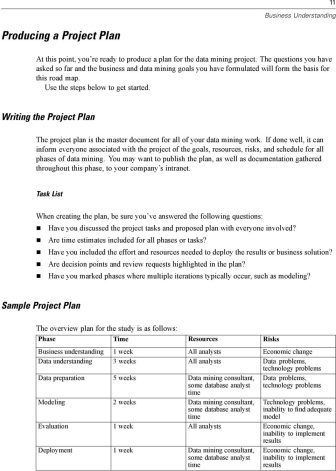 11
Business Understanding
Producing a Project Plan
At this point, you're ready to produce a plan for the data mining project. The questions you have
asked so far and the business and data mining goals you have formulated will form the basis for
this road map.
Use the steps below to get started.
Writing the Project Plan
The project plan is the master document for all of your data mining work. If done well, it can
inform everyone associated with the project of the goals, resources, risks, and schedule for all
phases of data mining. You may want to publish the plan, as well as documentation gathered
throughout this phase, to your company's intranet.
Task List
When creating the plan, be sure you've answered the following questions:
■ Have you discussed the project tasks and proposed plan with everyone involved?
■ Are time estimates included for all phases or tasks?
■ Have you included the effort and resources needed to deploy the results or business solution?
■ Are decision points and review requests highlighted in the plan?
■ Have you marked phases where multiple iterations typically occur, such as modeling?
Sample Project Plan
The overview plan for the study is as follows:
Phase Time Resources Risks
Business understanding 1 week All analysts Economic change
Data understanding 3 weeks All analysts Data problems,
technology problems
Data preparation 5 weeks Data mining consultant, Data problems,
some database analyst technology problems
time
Modeling 2 weeks Data mining consultant, Technology problems,
some database analyst inability to find adequate
time model
Evaluation 1 week All analysts Economic change,
inability to implement
results
Deployment 1 week Data mining consultant, Economic change,
some database analyst inability to implement
time results